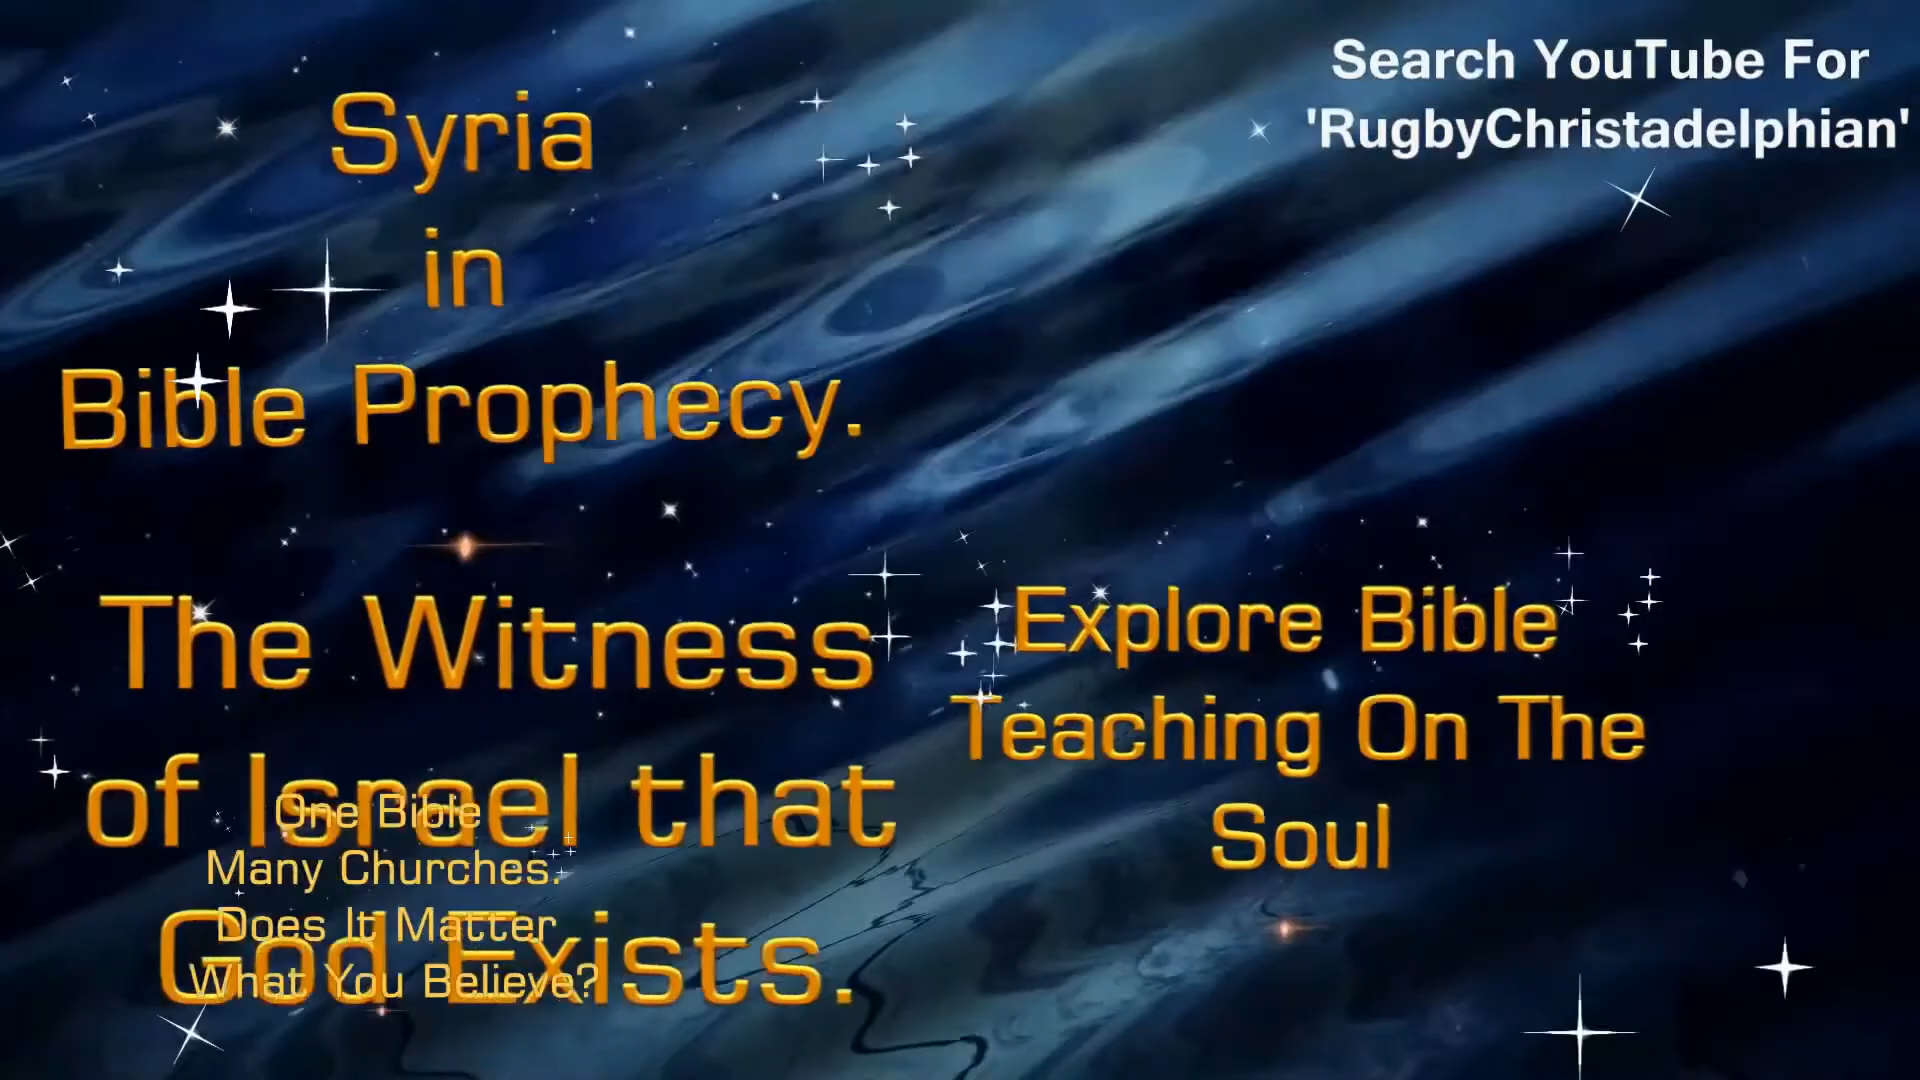 Search YouTube For
'RugbyChristadelphian'
Syria
in
Bible Prophecy.
The Witness
of Israel that
God Exists.
One Bible
Many Churches.
Does It Matter
What You Believe?
Explore Bible
Teaching On The
Soul